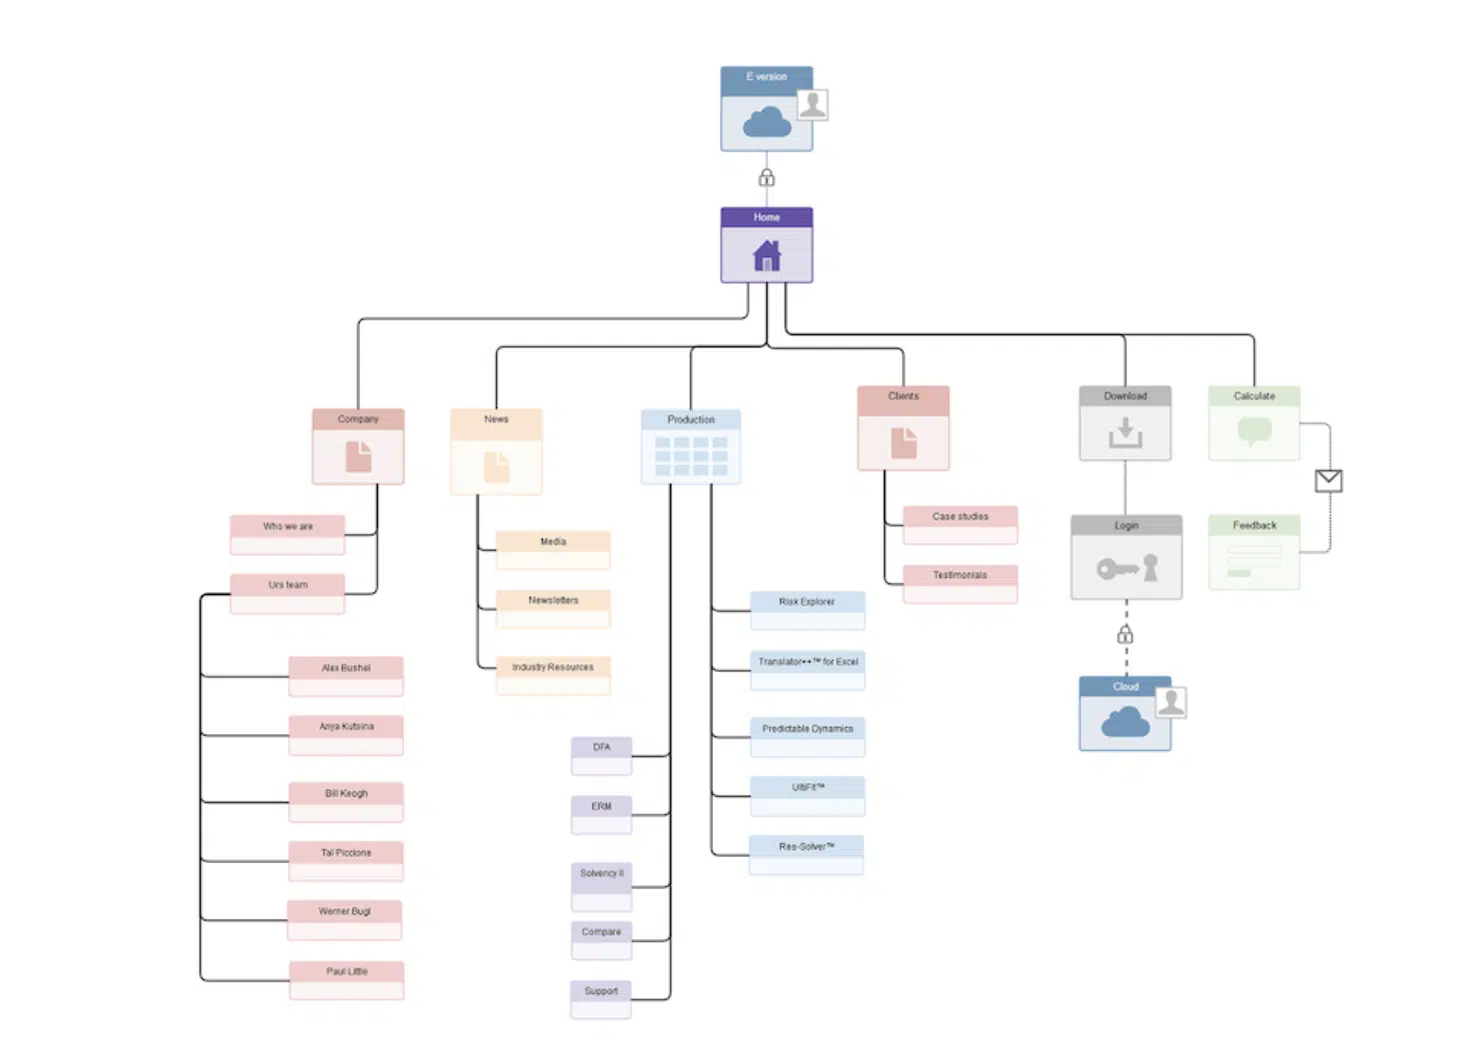 E version
Home
Company
News
Production
Clients
Download
Calculate
Who we are
Urs team
Alex Bushel
Anya Kutsina
Bill Keogh
Tal Piccione
Werner Bugl
Paul Little
Media
Newsletters
Industry Resources
DFA
ERM
Solvency II
Compare
Support
Risk Explorer
Translator++™ for Excel
Predictable Dynamics
UltiFit™
Res-Solver™
Case studies
Testimonials
Login
Cloud
Feedback